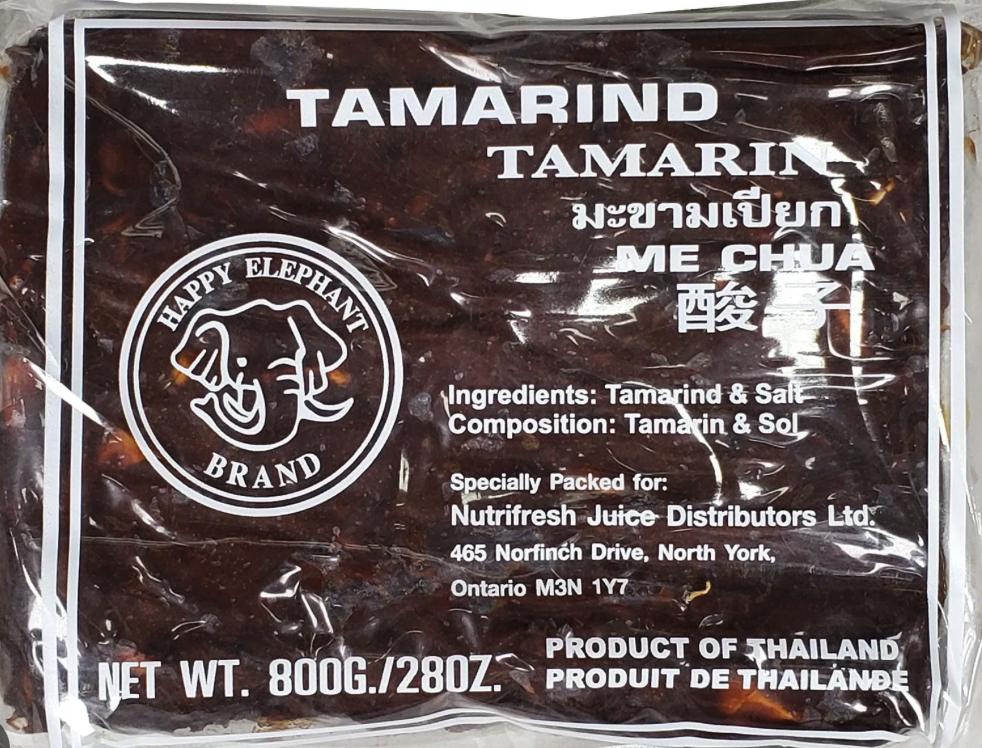 TAMARIND
TAMARIN
มะขามเปียก
ME CHUA
酸子
HAPPY ELEPHANT
BRAND
Ingredients: Tamarind & Salt
Composition: Tamarin & Sol
Specially Packed for:
Nutrifresh Juice Distributors Ltd.
465 Norfinch Drive, North York,
Ontario M3N 1Y7
NET WT. 800G./28OZ.
PRODUCT OF THAILAND
PRODUIT DE THAILANDE